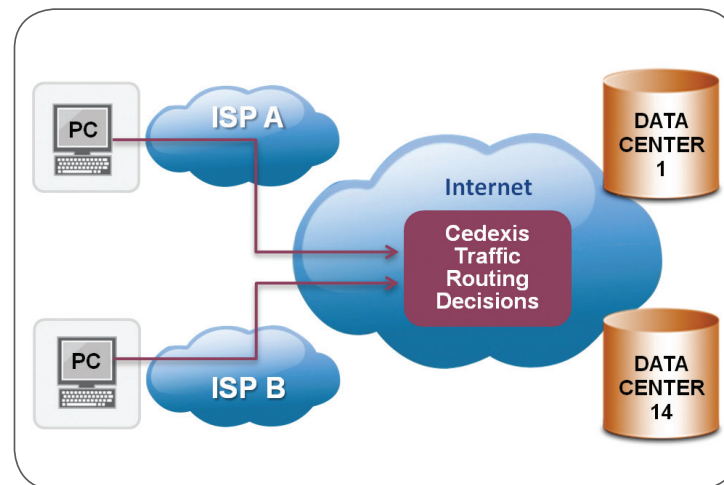 PC
ISP A
Internet
Cedexis
Traffic
Routing
Decisions
DATA
CENTER
1
PC
ISP B
DATA
CENTER
14